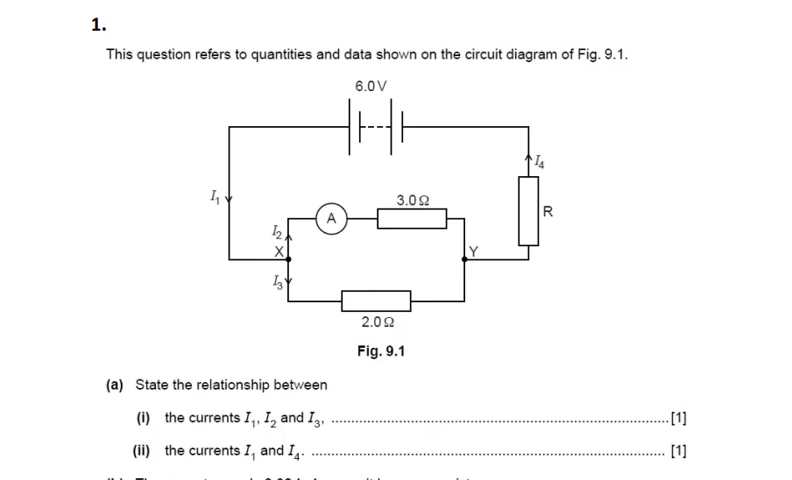 1.
This question refers to quantities and data shown on the circuit diagram of Fig. 9.1.
6.0 V
I4
I1
3.0 Ω
A
R
I2
X
Y
I3
2.0 Ω
Fig. 9.1
(a) State the relationship between
(i) the currents I1, I2 and I3, ........................................................................................[1]
(ii) the currents I1 and I4. ........................................................................................ [1]